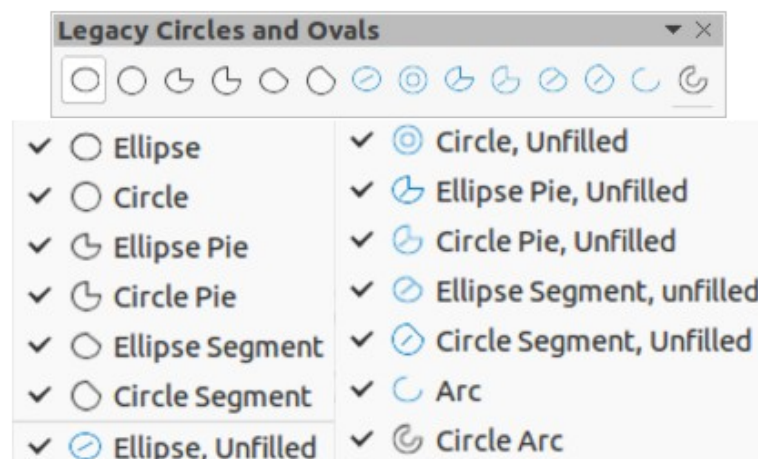 Legacy Circles and Ovals
Ellipse
Circle
Ellipse Pie
Circle Pie
Ellipse Segment
Circle Segment
Ellipse, Unfilled
Circle, Unfilled
Ellipse Pie, Unfilled
Circle Pie, Unfilled
Ellipse Segment, unfilled
Circle Segment, Unfilled
Arc
Circle Arc